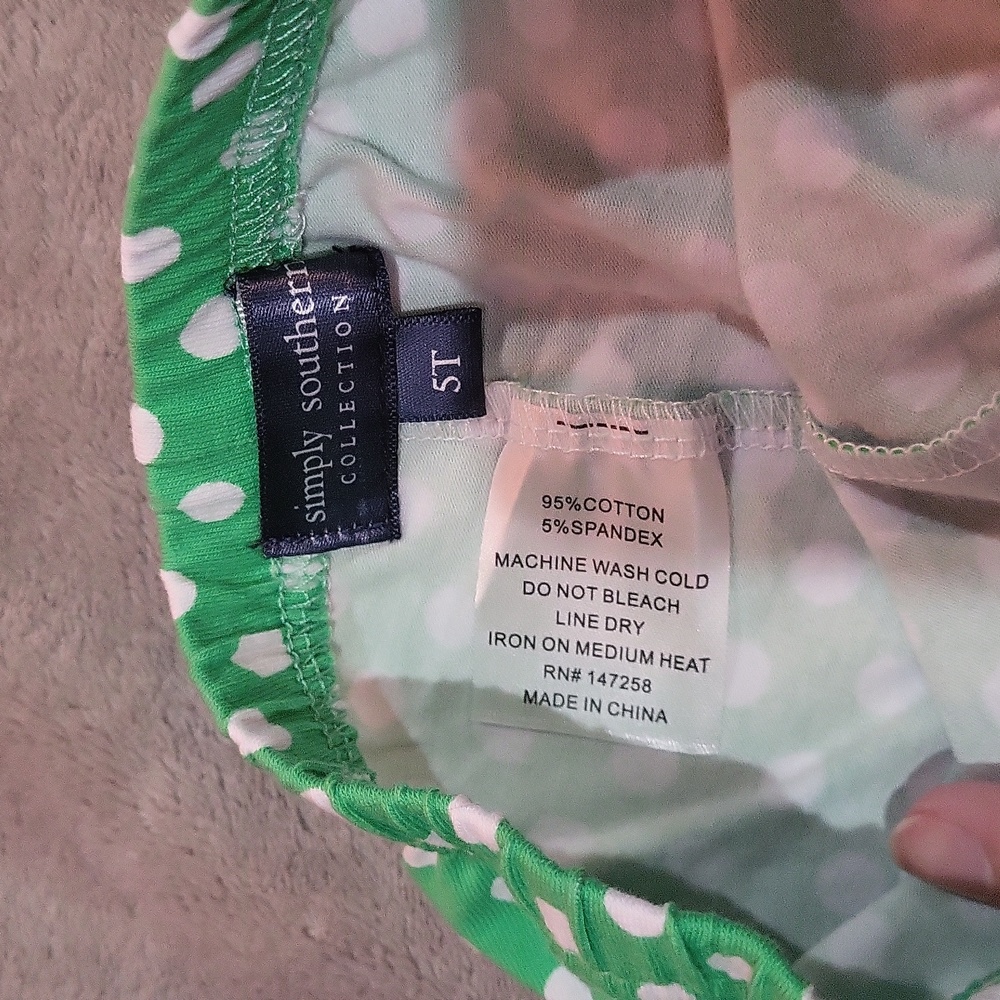 simply southern
COLLECTION
5T
95%COTTON
5%SPANDEX
MACHINE WASH COLD
DO NOT BLEACH
LINE DRY
IRON ON MEDIUM HEAT
RN# 147258
MADE IN CHINA